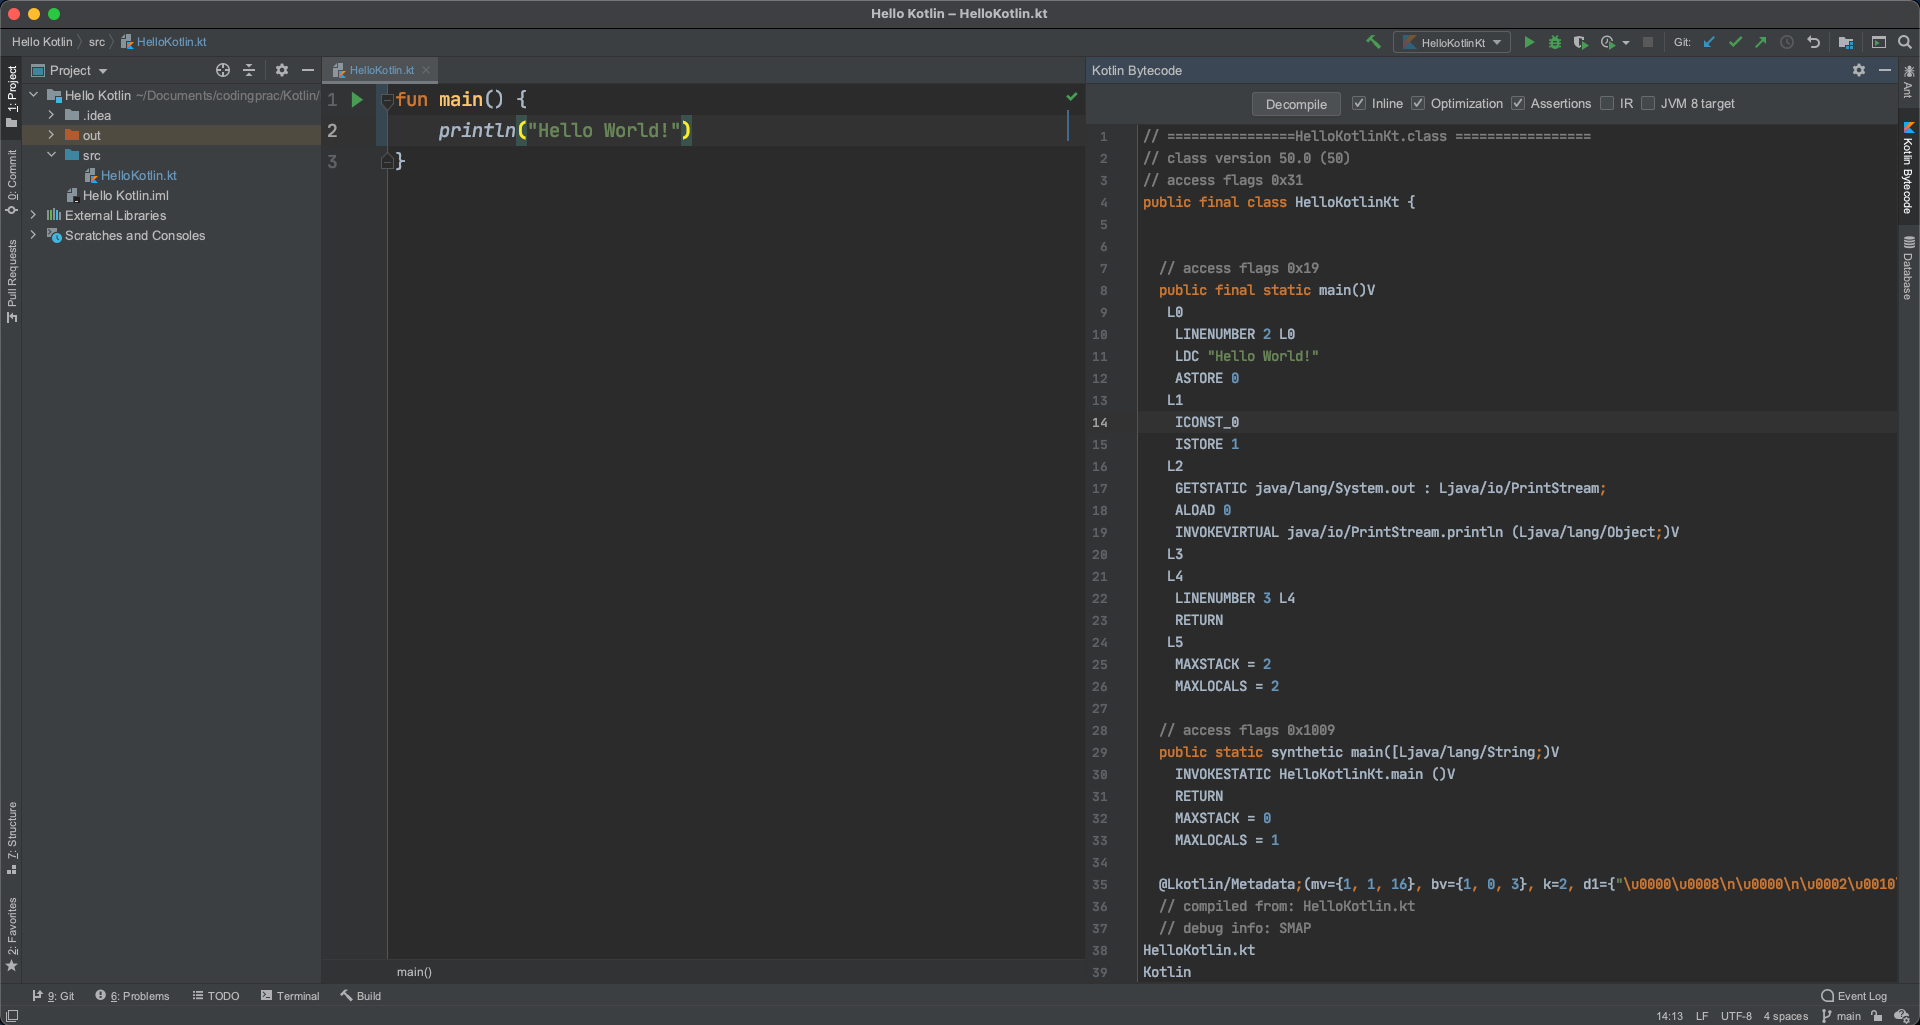 Hello Kotlin – HelloKotlin.kt
Hello Kotlin src HelloKotlin.kt
HelloKotlinKt
Git:
1: Project
0: Commit
Pull Requests
7: Structure
2: Favorites
Project
Hello Kotlin ~/Documents/codingprac/Kotlin/
.idea
out
src
HelloKotlin.kt
Hello Kotlin.iml
External Libraries
Scratches and Consoles
HelloKotlin.kt
1 fun main() {
2 println("Hello World!")
3 }
main()
Kotlin Bytecode
Decompile Inline Optimization Assertions IR JVM 8 target
1 // ================HelloKotlinKt.class =================
2 // class version 50.0 (50)
3 // access flags 0x31
4 public final class HelloKotlinKt {
5
6
7 // access flags 0x19
8 public final static main()V
9 L0
10 LINENUMBER 2 L0
11 LDC "Hello World!"
12 ASTORE 0
13 L1
14 ICONST_0
15 ISTORE 1
16 L2
17 GETSTATIC java/lang/System.out : Ljava/io/PrintStream;
18 ALOAD 0
19 INVOKEVIRTUAL java/io/PrintStream.println (Ljava/lang/Object;)V
20 L3
21 L4
22 LINENUMBER 3 L4
23 RETURN
24 L5
25 MAXSTACK = 2
26 MAXLOCALS = 2
27
28 // access flags 0x1009
29 public static synthetic main([Ljava/lang/String;)V
30 INVOKESTATIC HelloKotlinKt.main ()V
31 RETURN
32 MAXSTACK = 0
33 MAXLOCALS = 1
34
35 @Lkotlin/Metadata;(mv={1, 1, 16}, bv={1, 0, 3}, k=2, d1={"\u0000\u0008\n\u0000\n\u0002\u0010\
36 // compiled from: HelloKotlin.kt
37 // debug info: SMAP
38 HelloKotlin.kt
39 Kotlin
Ant
Kotlin Bytecode
Database
9: Git 6: Problems TODO Terminal Build
Event Log
14:13 LF UTF-8 4 spaces main